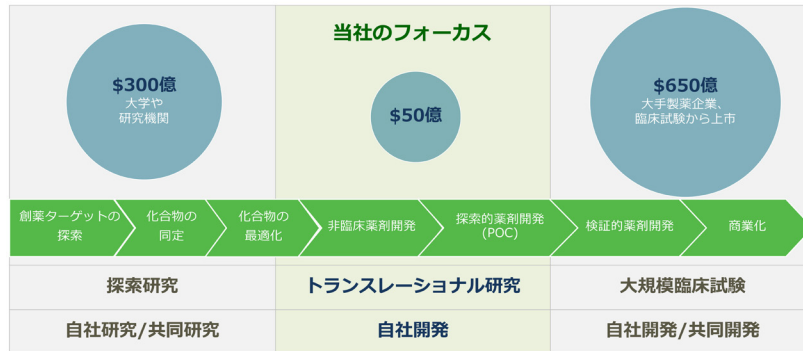 当社のフォーカス
$300億
大学や
研究機関
$50億
$650億
大手製薬企業、
臨床試験から上市
創薬ターゲットの
探索
化合物の
同定
化合物の
最適化
非臨床薬剤開発
探索的薬剤開発
(POC)
検証的薬剤開発
商業化
探索研究
トランスレーショナル研究
大規模臨床試験
自社研究/共同研究
自社開発
自社開発/共同開発